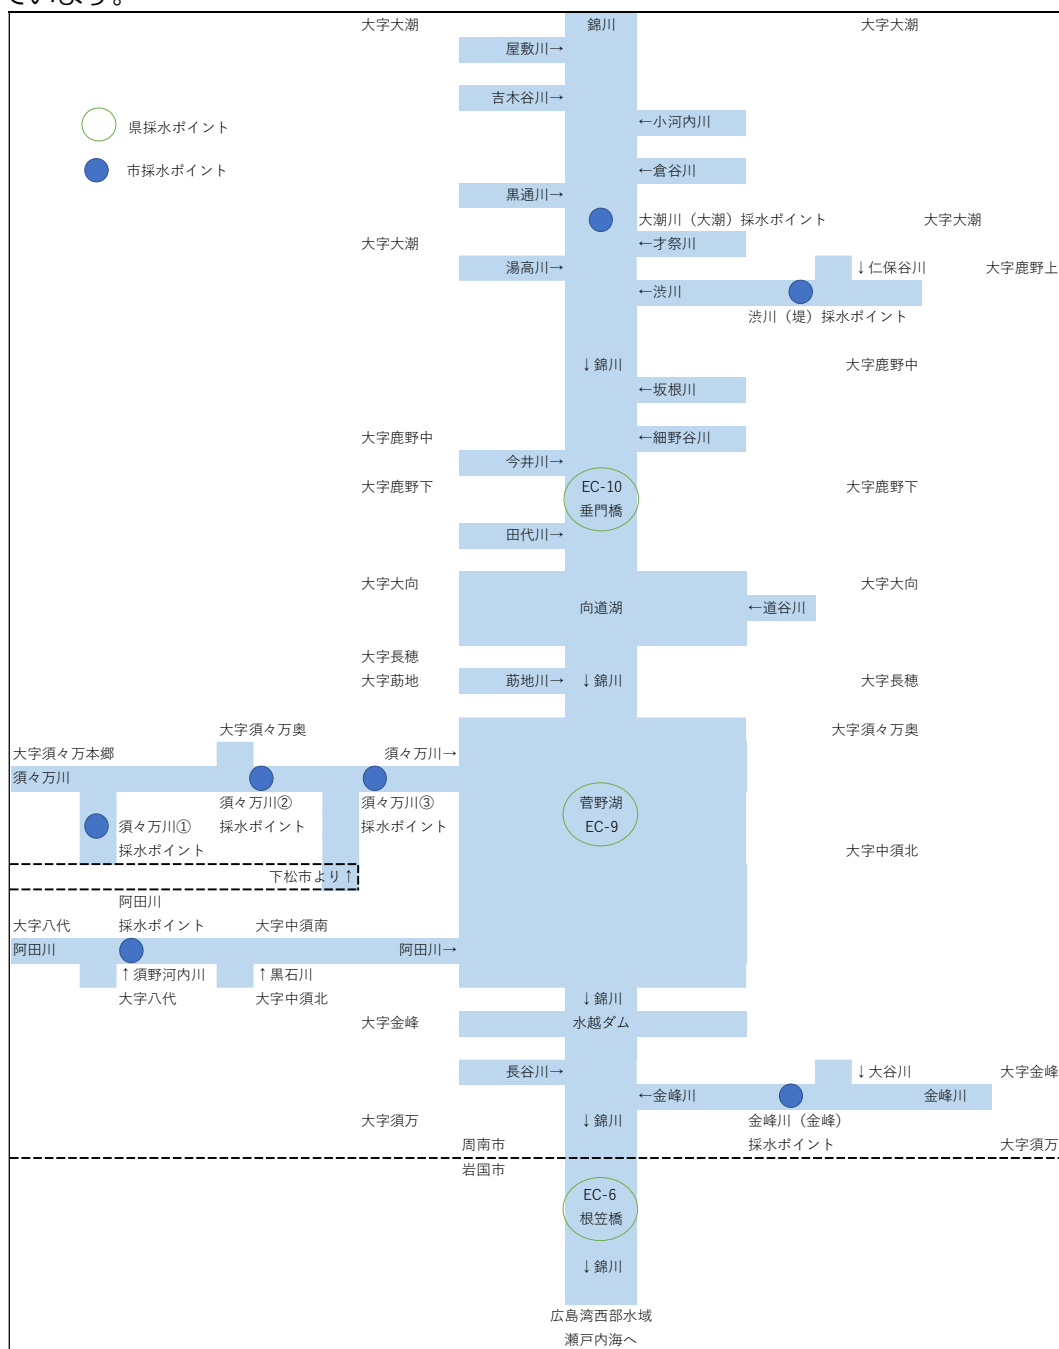 ています。
大字大潮
錦川
大字大潮
屋敷川→
吉木谷川→
県採水ポイント
←小河内川
市採水ポイント
←倉谷川
黒通川→
大潮川(大潮)採水ポイント
大字大潮
大字大潮
←才祭川
湯高川→
↓仁保谷川
大字鹿野上
←渋川
渋川(堤)採水ポイント
↓錦川
大字鹿野中
←坂根川
大字鹿野中
←細野谷川
今井川→
大字鹿野下
EC-10
垂門橋
大字鹿野下
田代川→
大字大向
大字大向
向道湖
←道谷川
大字長穂
大字莇地
莇地川→
↓錦川
大字長穂
大字須々万奥
大字須々万奥
大字須々万本郷
須々万川→
須々万川
須々万川②
採水ポイント
須々万川③
採水ポイント
菅野湖
EC-9
須々万川①
採水ポイント
大字中須北
下松市より↑
阿田川
採水ポイント
大字八代
大字中須南
阿田川
阿田川→
↑須野河内川
大字八代
↑黒石川
大字中須北
↓錦川
大字金峰
水越ダム
長谷川→
↓大谷川
大字金峰
←金峰川
金峰川
大字須万
↓錦川
金峰川(金峰)
採水ポイント
周南市
大字須万
岩国市
EC-6
根笠橋
↓錦川
広島湾西部水域
瀬戸内海へ